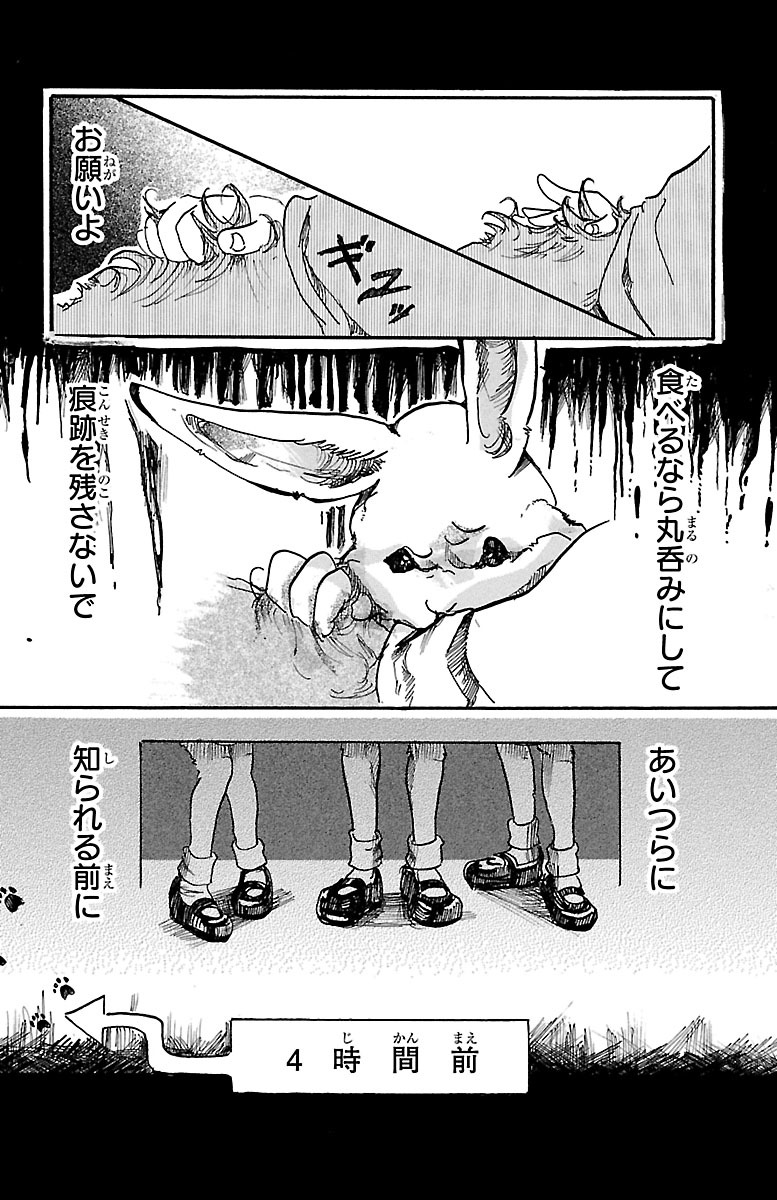 お願いよ
ギュッ
食べるなら丸呑みにして
痕跡を残さないで
あいつらに
知られる前に
4時間前